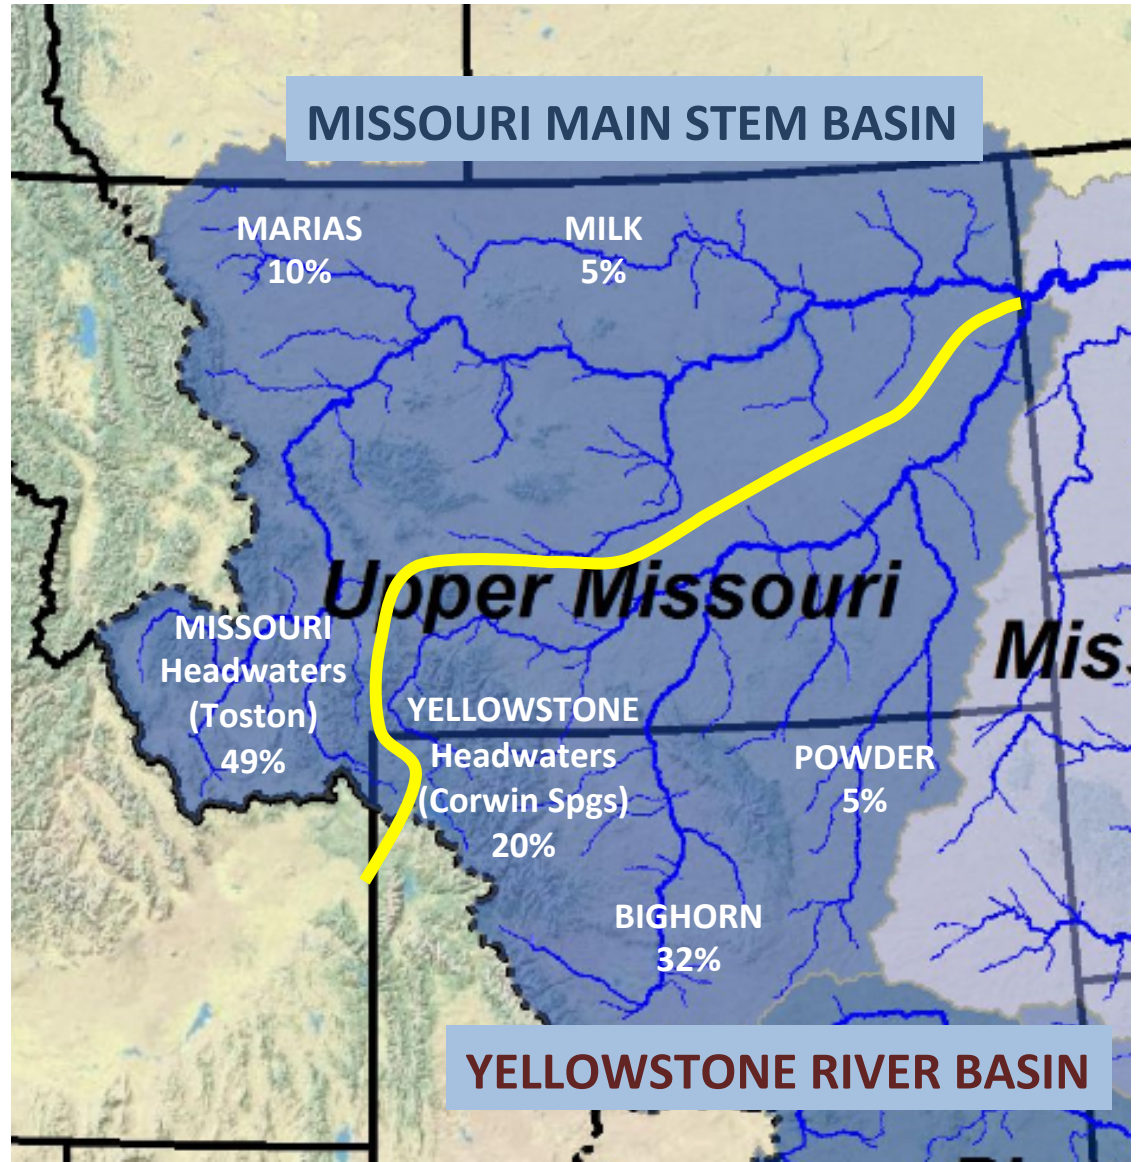 MISSOURI MAIN STEM BASIN
MARIAS
10%
MILK
5%
Upper Missouri
MISSOURI
Headwaters
(Toston)
49%
Mis
YELLOWSTONE
Headwaters
(Corwin Spgs)
20%
POWDER
5%
BIGHORN
32%
YELLOWSTONE RIVER BASIN